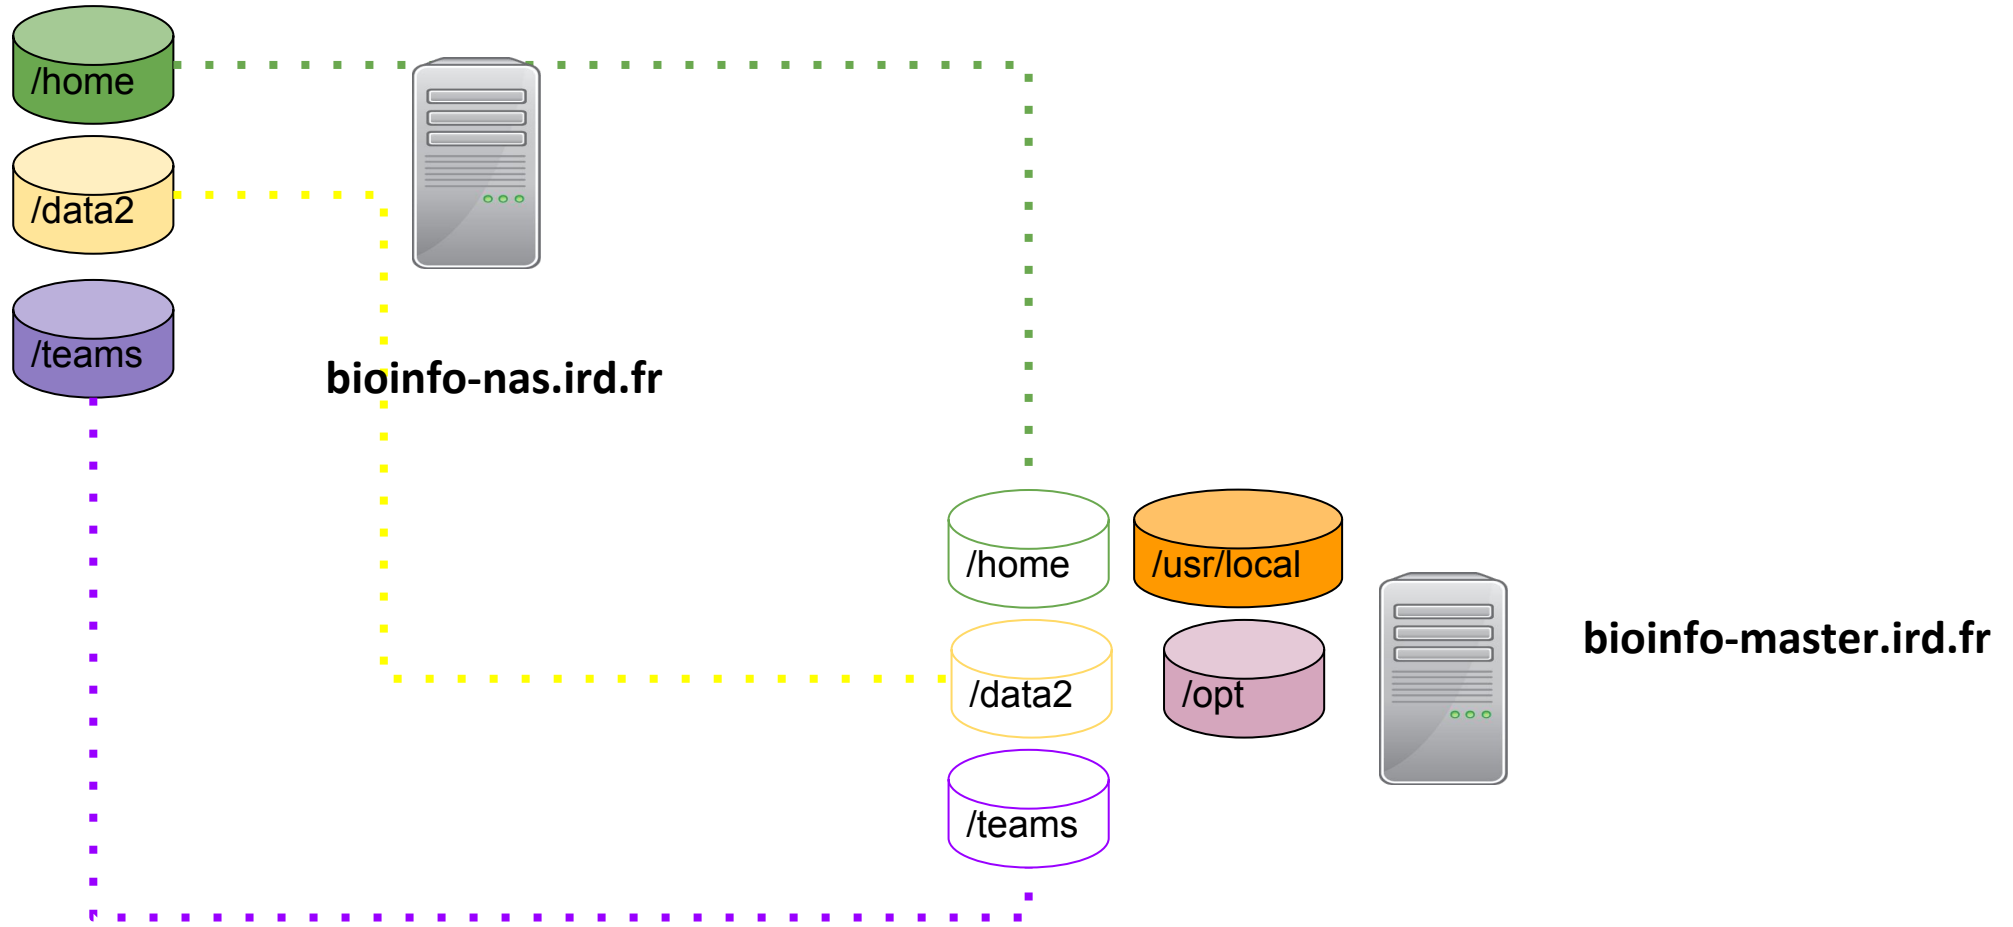 /home
/data2
/teams
bioinfo-nas.ird.fr
/home
/usr/local
/data2
/opt
bioinfo-master.ird.fr
/teams